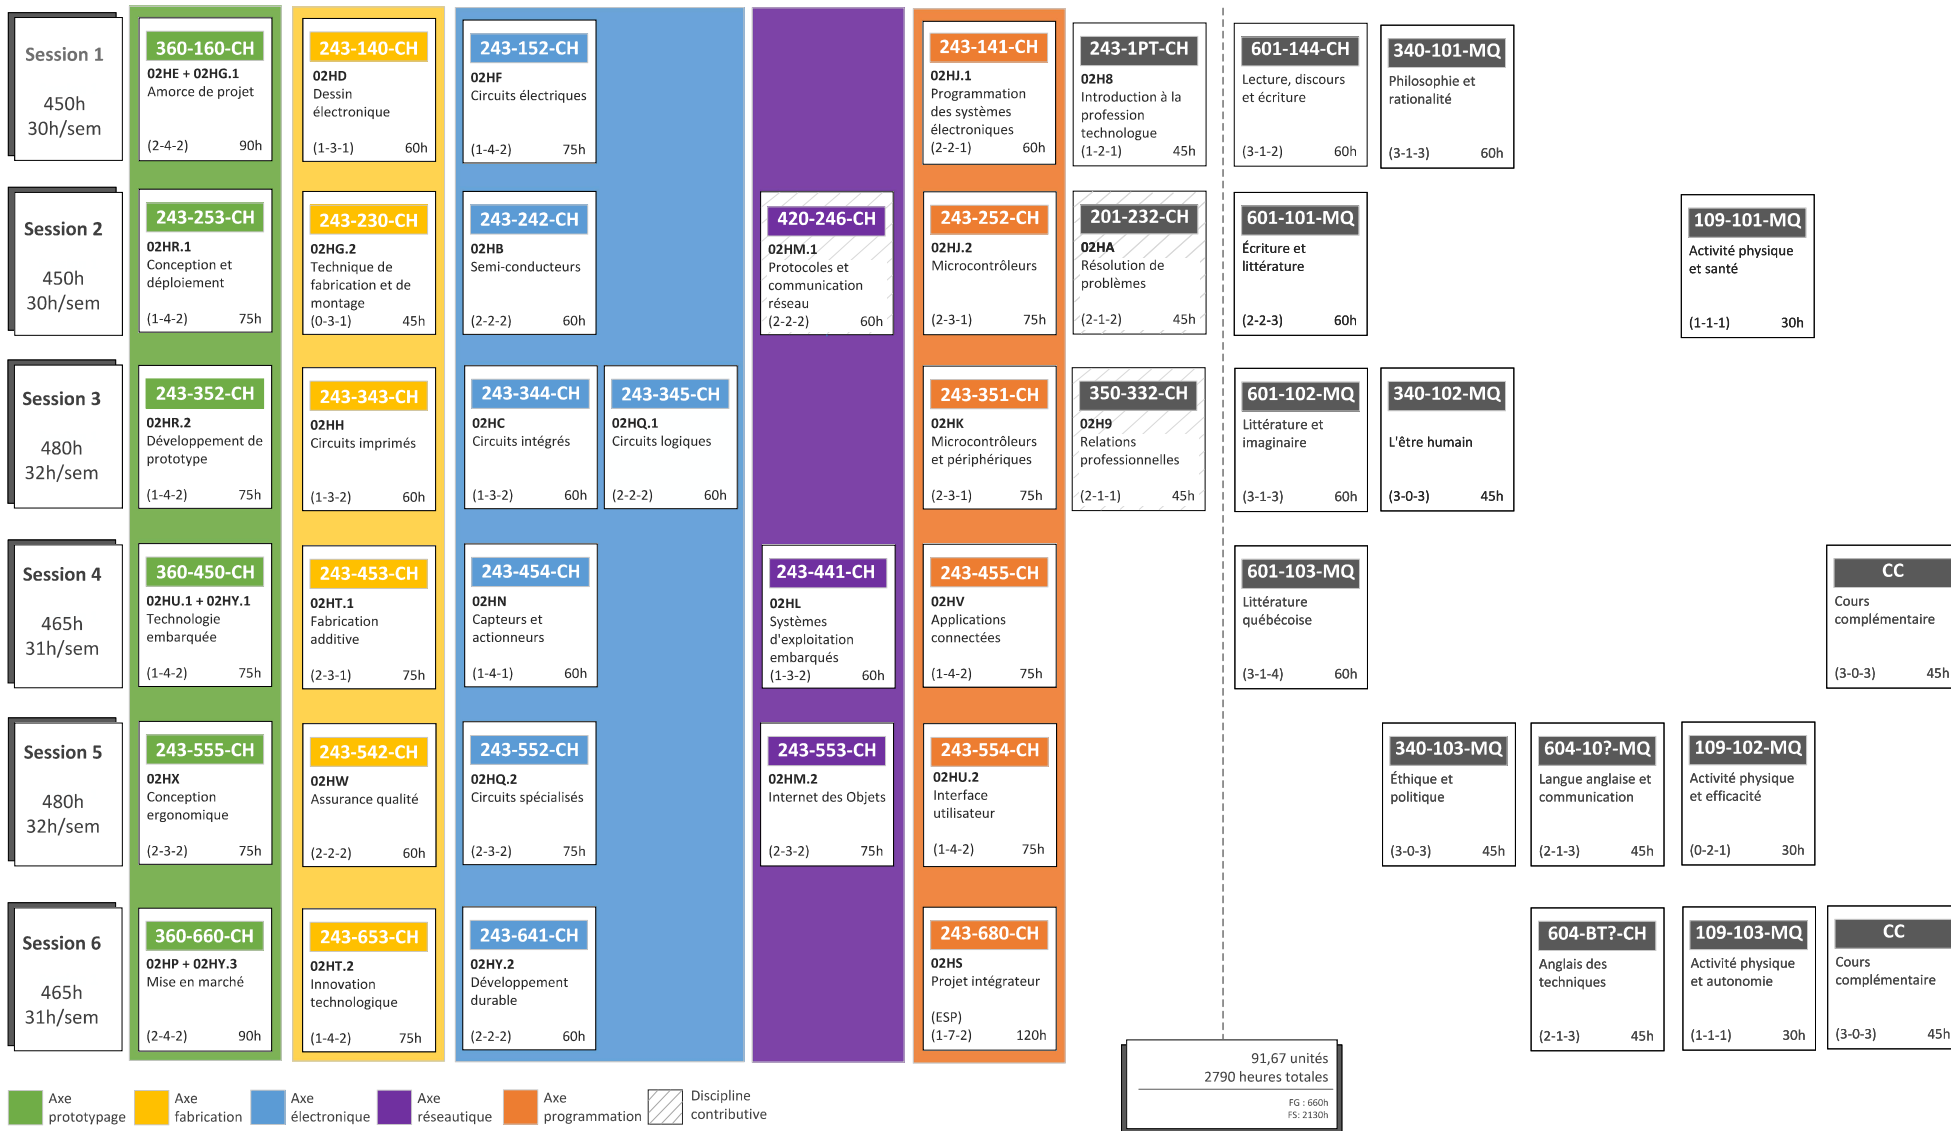 Session 1
450h
30h/sem
360-160-CH
02HE + 02HG.1
Amorce de projet
(2-4-2) 90h
243-140-CH
02HD
Dessin
électronique
(1-3-1) 60h
243-152-CH
02HF
Circuits électriques
(1-4-2) 75h
243-141-CH
02HJ.1
Programmation
des systèmes
électroniques
(2-2-1) 60h
243-1PT-CH
02H8
Introduction à la
profession
technologue
(1-2-1) 45h
601-144-CH
Lecture, discours
et écriture
(3-1-2) 60h
340-101-MQ
Philosophie et
rationalité
(3-1-3) 60h
Session 2
450h
30h/sem
243-253-CH
02HR.1
Conception et
déploiement
(1-4-2) 75h
243-230-CH
02HG.2
Technique de
fabrication et de
montage
(0-3-1) 45h
243-242-CH
02HB
Semi-conducteurs
(2-2-2) 60h
420-246-CH
02HM.1
Protocoles et
communication
réseau
(2-2-2) 60h
243-252-CH
02HJ.2
Microcontrôleurs
(2-3-1) 75h
201-232-CH
02HA
Résolution de
problèmes
(2-1-2) 45h
601-101-MQ
Écriture et
littérature
(2-2-3) 60h
109-101-MQ
Activité physique
et santé
(1-1-1) 30h
Session 3
480h
32h/sem
243-352-CH
02HR.2
Développement de
prototype
(1-4-2) 75h
243-343-CH
02HH
Circuits imprimés
(1-3-2) 60h
243-344-CH
02HC
Circuits intégrés
(1-3-2) 60h
243-345-CH
02HQ.1
Circuits logiques
(2-2-2) 60h
243-351-CH
02HK
Microcontrôleurs
et périphériques
(2-3-1) 75h
350-332-CH
02H9
Relations
professionnelles
(2-1-1) 45h
601-102-MQ
Littérature et
imaginaire
(3-1-3) 60h
340-102-MQ
L'être humain
(3-0-3) 45h
Session 4
465h
31h/sem
360-450-CH
02HU.1 + 02HY.1
Technologie
embarquée
(1-4-2) 75h
243-453-CH
02HT.1
Fabrication
additive
(2-3-1) 75h
243-454-CH
02HN
Capteurs et
actionneurs
(1-4-1) 60h
243-441-CH
02HL
Systèmes
d'exploitation
embarqués
(1-3-2) 60h
243-455-CH
02HV
Applications
connectées
(1-4-2) 75h
601-103-MQ
Littérature
québécoise
(3-1-4) 60h
CC
Cours
complémentaire
(3-0-3) 45h
Session 5
480h
32h/sem
243-555-CH
02HX
Conception
ergonomique
(2-3-2) 75h
243-542-CH
02HW
Assurance qualité
(2-2-2) 60h
243-552-CH
02HQ.2
Circuits spécialisés
(2-3-2) 75h
243-553-CH
02HM.2
Internet des Objets
(2-3-2) 75h
243-554-CH
02HU.2
Interface
utilisateur
(1-4-2) 75h
340-103-MQ
Éthique et
politique
(3-0-3) 45h
604-10?-MQ
Langue anglaise et
communication
(2-1-3) 45h
109-102-MQ
Activité physique
et efficacité
(0-2-1) 30h
Session 6
465h
31h/sem
360-660-CH
02HP + 02HY.3
Mise en marché
(2-4-2) 90h
243-653-CH
02HT.2
Innovation
technologique
(1-4-2) 75h
243-641-CH
02HY.2
Développement
durable
(2-2-2) 60h
243-680-CH
02HS
Projet intégrateur
(ESP)
(1-7-2) 120h
604-BT?-CH
Anglais des
techniques
(2-1-3) 45h
109-103-MQ
Activité physique
et autonomie
(1-1-1) 30h
CC
Cours
complémentaire
(3-0-3) 45h
91,67 unités
2790 heures totales
FG : 660h
FS: 2130h
Axe
prototypage
Axe
fabrication
Axe
électronique
Axe
réseautique
Axe
programmation
Discipline
contributive